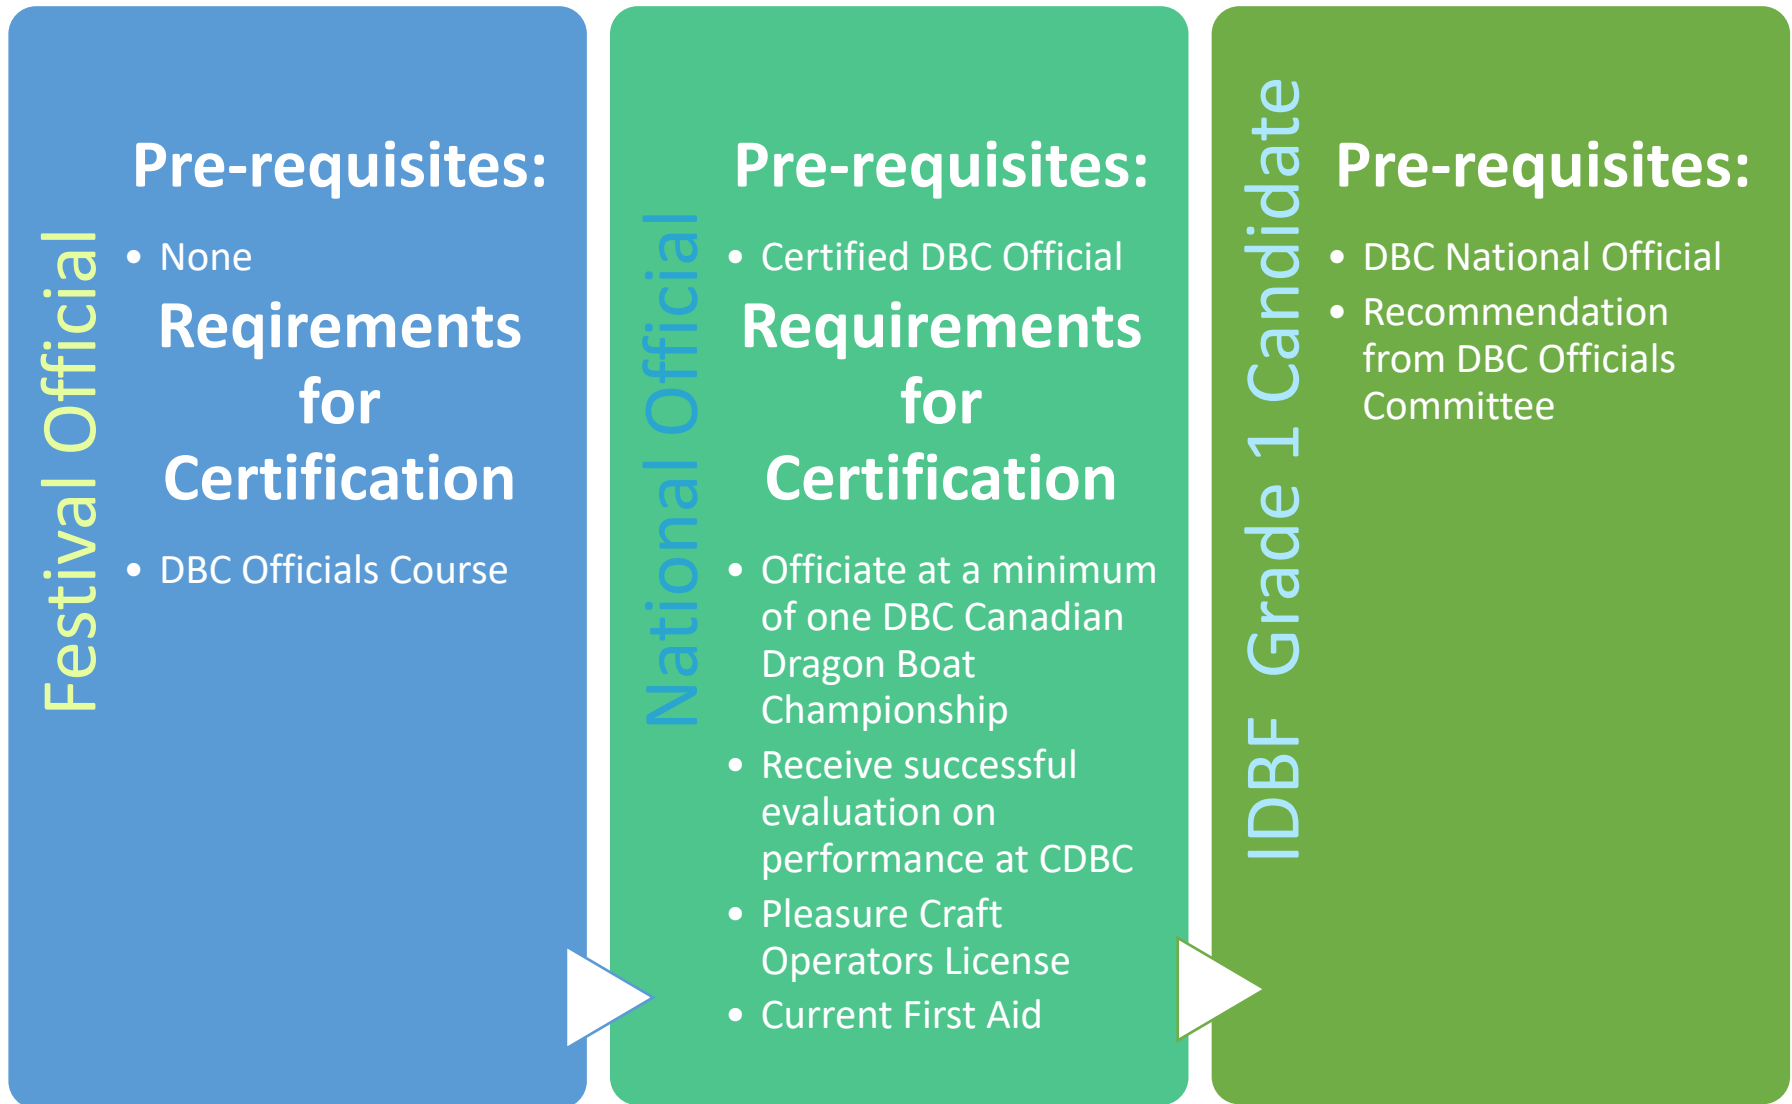 Festival Official
Pre-requisites:
• None
Reqirements
for
Certification
• DBC Officials Course
National Official
Pre-requisites:
• Certified DBC Official
Requirements
for
Certification
• Officiate at a minimum
of one DBC Canadian
Dragon Boat
Championship
• Receive successful
evaluation on
performance at CDBC
• Pleasure Craft
Operators License
• Current First Aid
IDBF Grade 1 Candidate
Pre-requisites:
• DBC National Official
• Recommendation
from DBC Officials
Committee